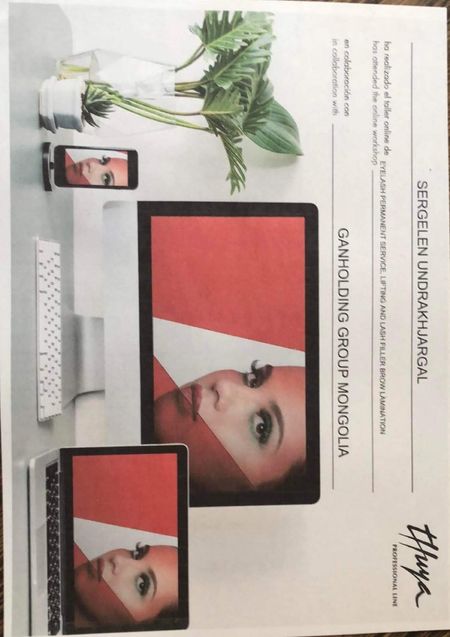 SERGELEN UNDRAKHJARGAL
ha realizado el taller online de
has attended the online workshop EYELASH PERMANENT SERVICE, LIFTING AND LASH FILLER BROW LAMINATION
en colaboración con
in collaboration with GANHOLDING GROUP MONGOLIA
thuya
PROFESSIONAL LINE